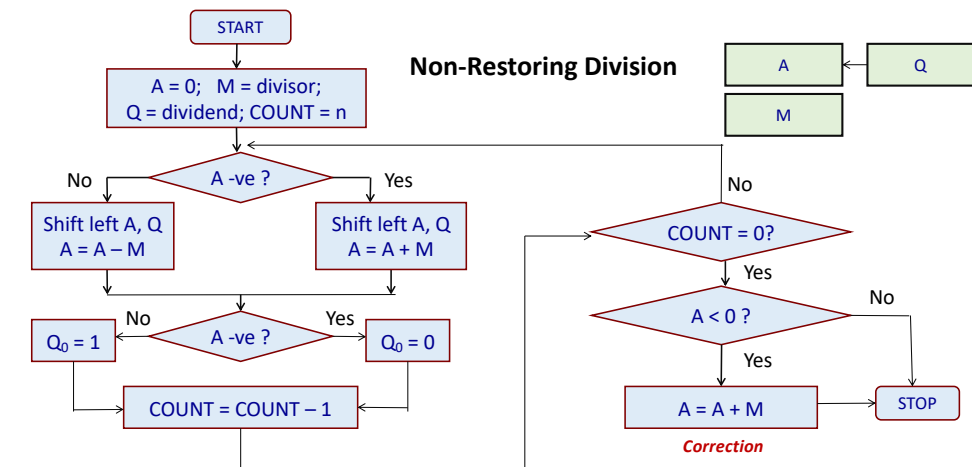 START
Non-Restoring Division
A
Q
M
A = 0; M = divisor;
Q = dividend; COUNT = n
A -ve ?
No
Yes
Shift left A, Q
A = A – M
Shift left A, Q
A = A + M
A -ve ?
No
Yes
Q₀ = 1
Q₀ = 0
COUNT = COUNT – 1
No
COUNT = 0?
Yes
A < 0 ?
No
Yes
A = A + M
STOP
Correction